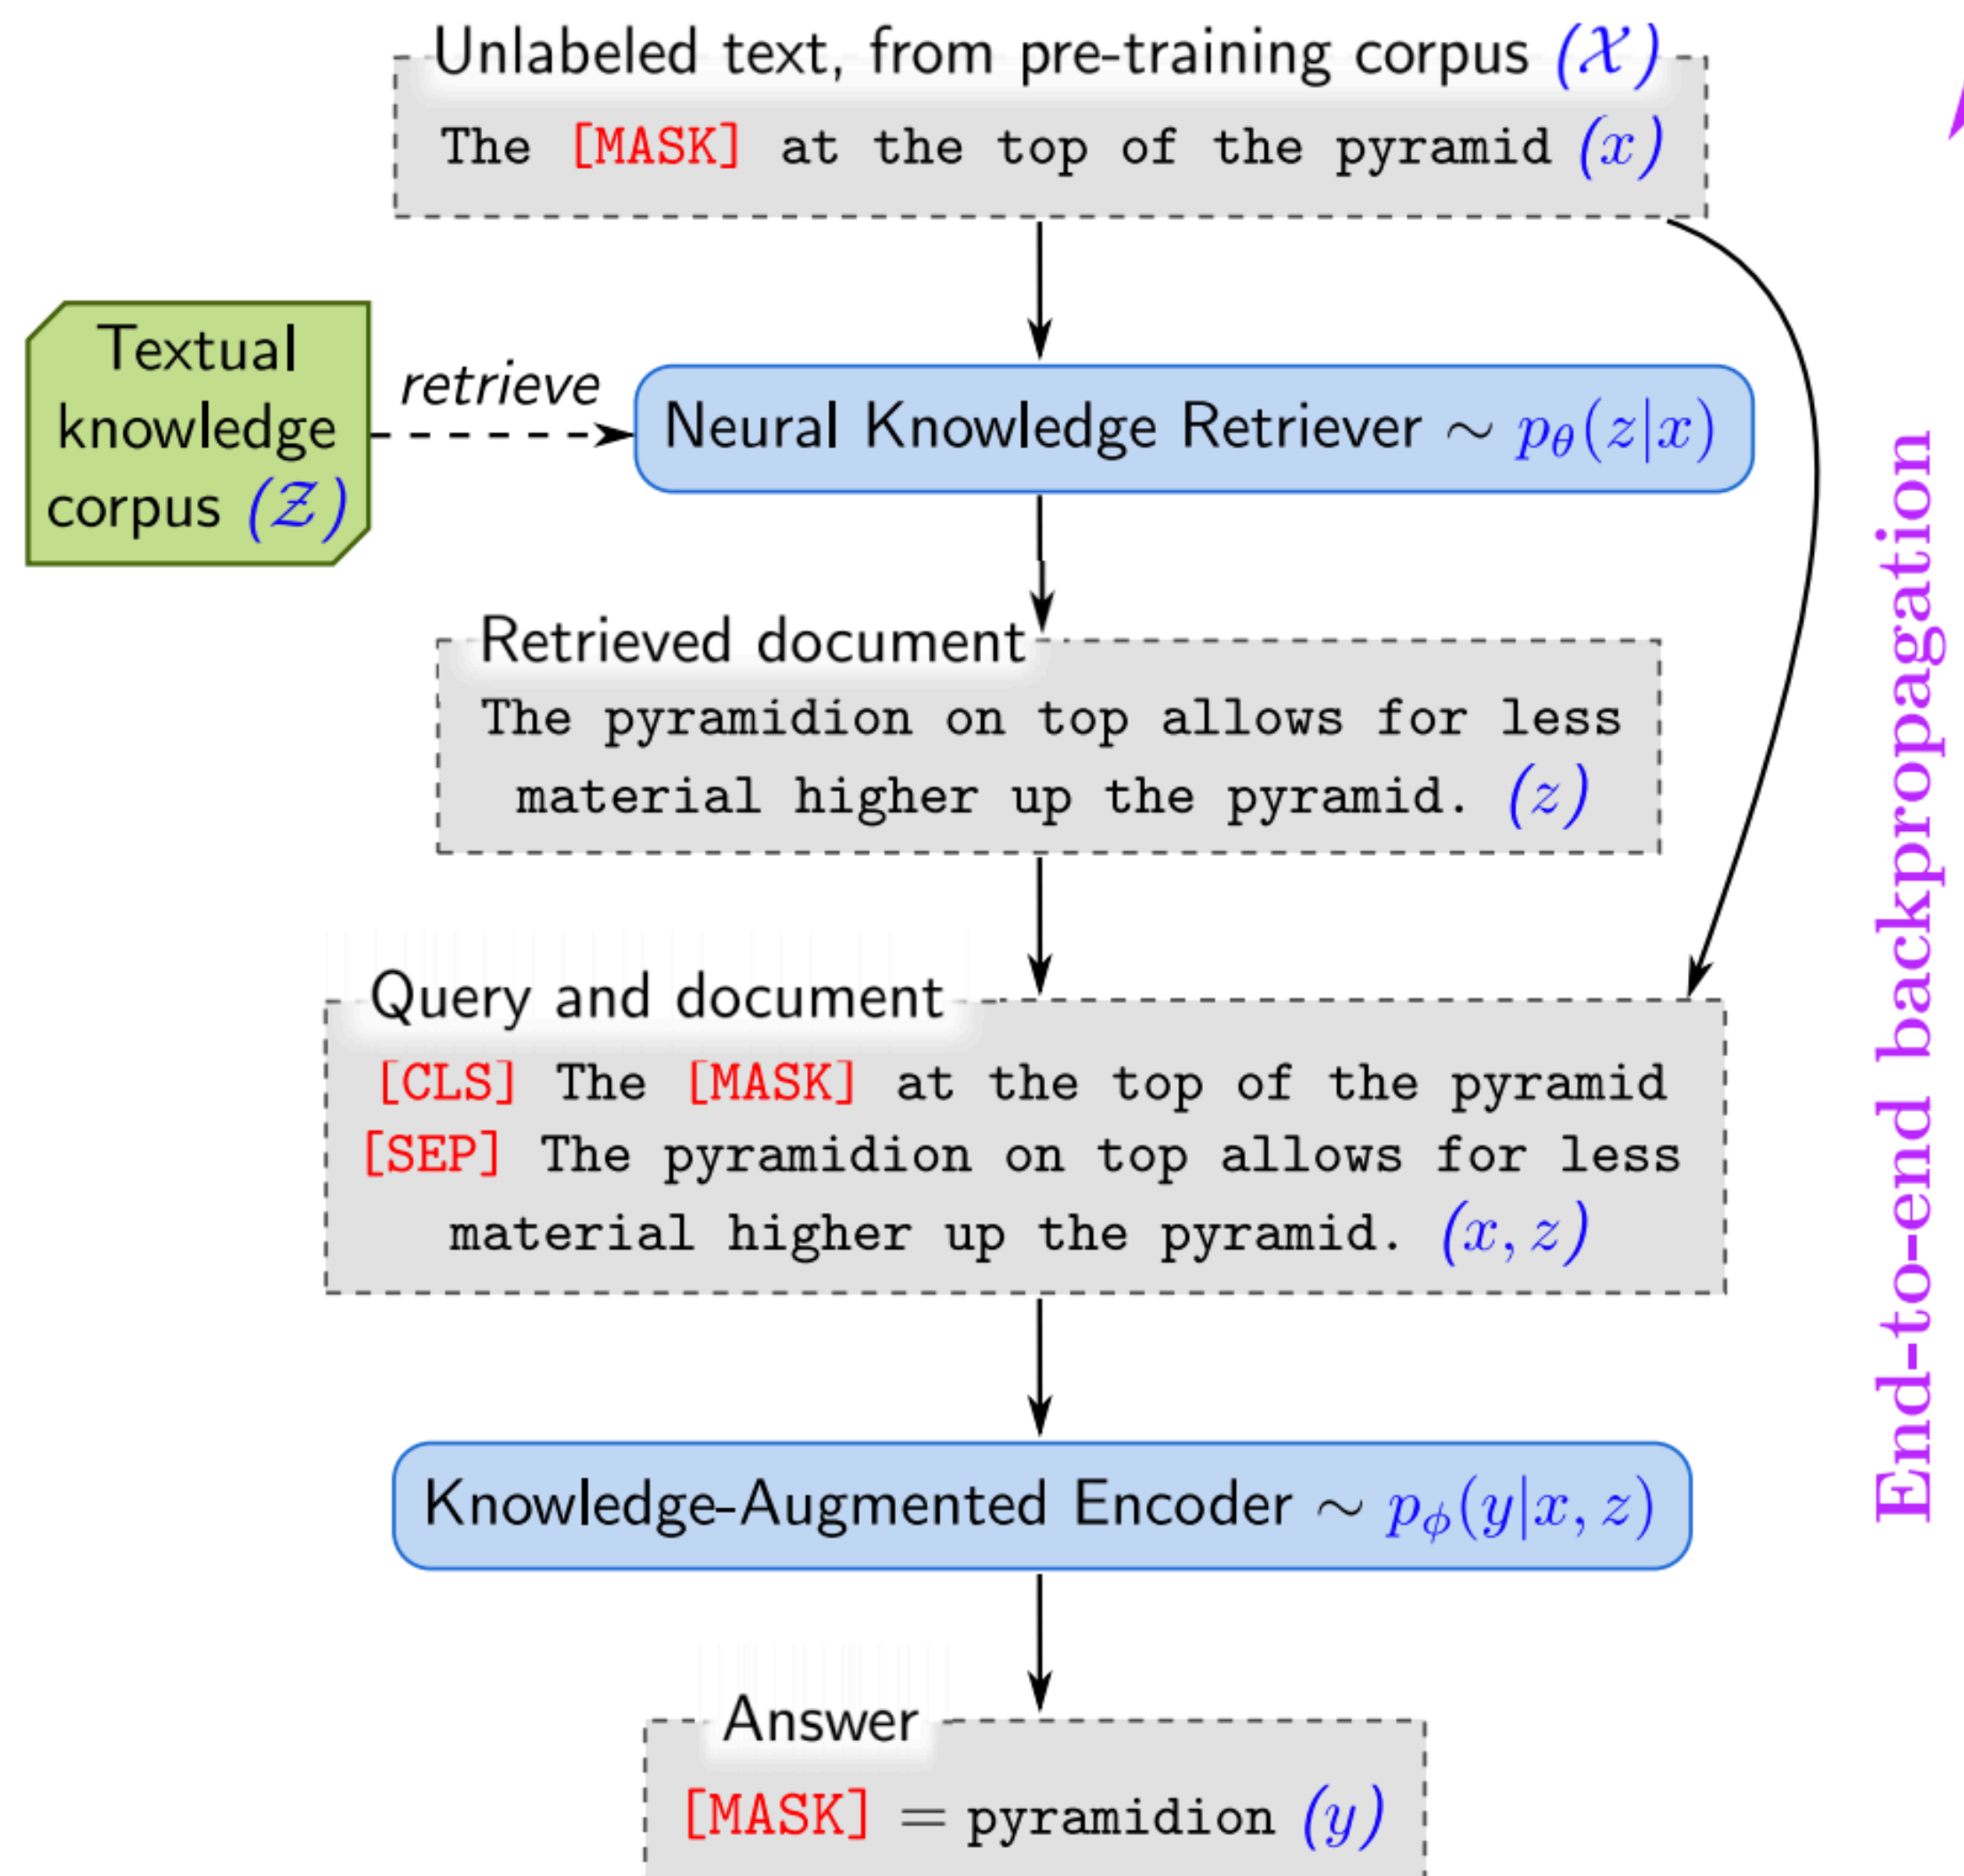 Unlabeled text, from pre-training corpus (𝒳)
The [MASK] at the top of the pyramid (x)
Textual
knowledge
corpus (𝒵)
retrieve
Neural Knowledge Retriever ∼ p_θ(z|x)
Retrieved document
The pyramidion on top allows for less
material higher up the pyramid. (z)
Query and document
[CLS] The [MASK] at the top of the pyramid
[SEP] The pyramidion on top allows for less
material higher up the pyramid. (x, z)
Knowledge-Augmented Encoder ∼ p_ϕ(y|x, z)
Answer
[MASK] = pyramidion (y)
End-to-end backpropagation